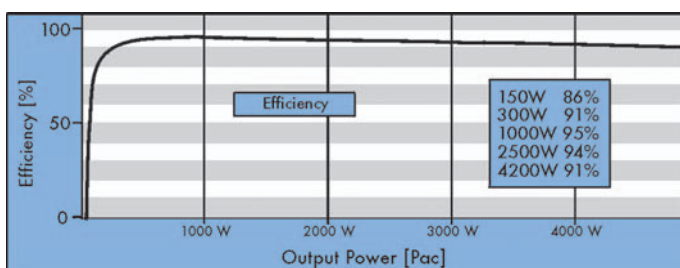 100
50
0
Efficiency [%]
Efficiency
150W 86%
300W 91%
1000W 95%
2500W 94%
4200W 91%
1000 W
2000 W
3000 W
4000 W
Output Power [Pac]